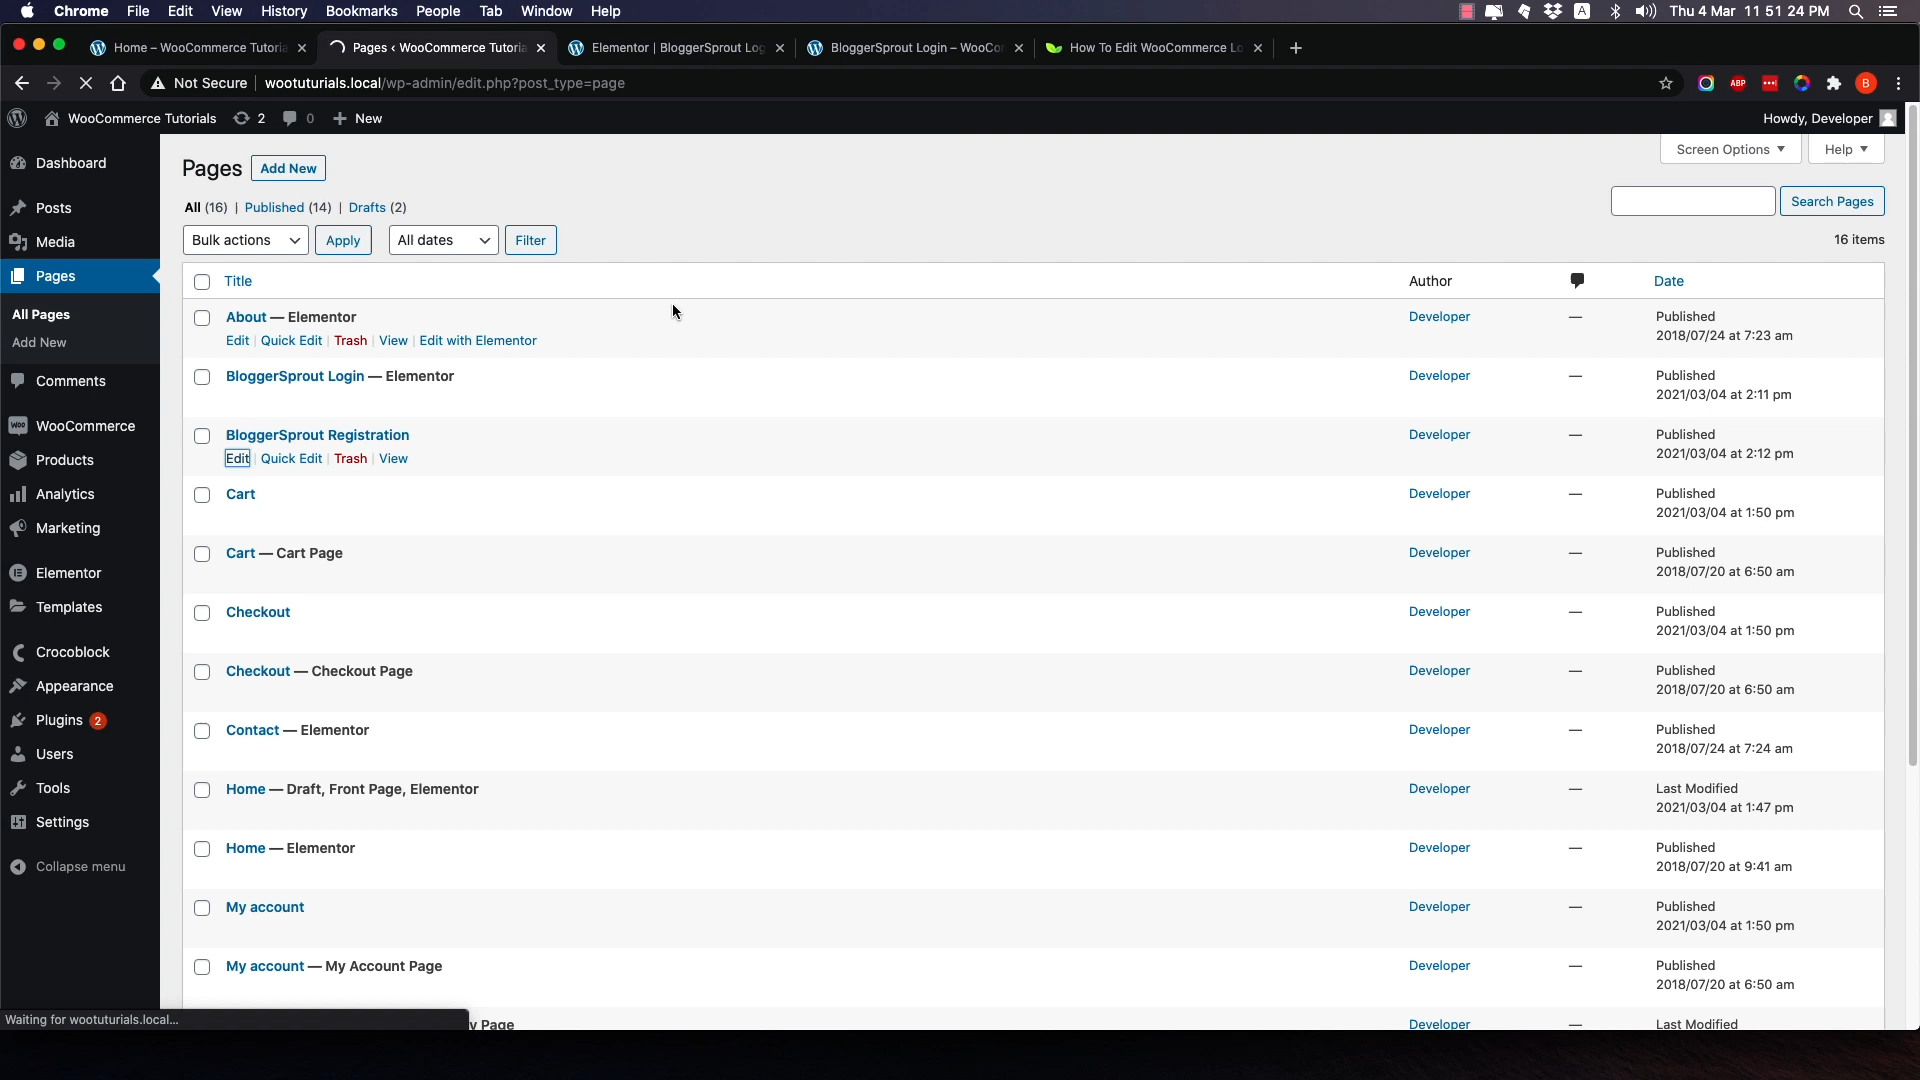 Chrome File Edit View History Bookmarks People Tab Window Help A Thu 4 Mar 11 51 24 PM
Home – WooCommerce Tutoria Pages ‹ WooCommerce Tutoria Elementor | BloggerSprout Log BloggerSprout Login – WooCo How To Edit WooCommerce Lo
Not Secure wootuturials.local/wp-admin/edit.php?post_type=page ABP B
WooCommerce Tutorials 2 0 New Howdy, Developer
Dashboard
Posts
Media
Pages
All Pages
Add New
Comments
WooCommerce
Products
Analytics
Marketing
Elementor
Templates
Crocoblock
Appearance
Plugins 2
Users
Tools
Settings
Collapse menu
Screen Options Help
Pages Add New
All (16) | Published (14) | Drafts (2)
Search Pages
Bulk actions Apply All dates Filter 16 items
Title Author Date
About — Elementor Developer — Published
2018/07/24 at 7:23 am
Edit | Quick Edit | Trash | View | Edit with Elementor
BloggerSprout Login — Elementor Developer — Published
2021/03/04 at 2:11 pm
BloggerSprout Registration Developer — Published
2021/03/04 at 2:12 pm
Edit | Quick Edit | Trash | View
Cart Developer — Published
2021/03/04 at 1:50 pm
Cart — Cart Page Developer — Published
2018/07/20 at 6:50 am
Checkout Developer — Published
2021/03/04 at 1:50 pm
Checkout — Checkout Page Developer — Published
2018/07/20 at 6:50 am
Contact — Elementor Developer — Published
2018/07/24 at 7:24 am
Home — Draft, Front Page, Elementor Developer — Last Modified
2021/03/04 at 1:47 pm
Home — Elementor Developer — Published
2018/07/20 at 9:41 am
My account Developer — Published
2021/03/04 at 1:50 pm
My account — My Account Page Developer — Published
2018/07/20 at 6:50 am
y Page Developer — Last Modified
Waiting for wootuturials.local...